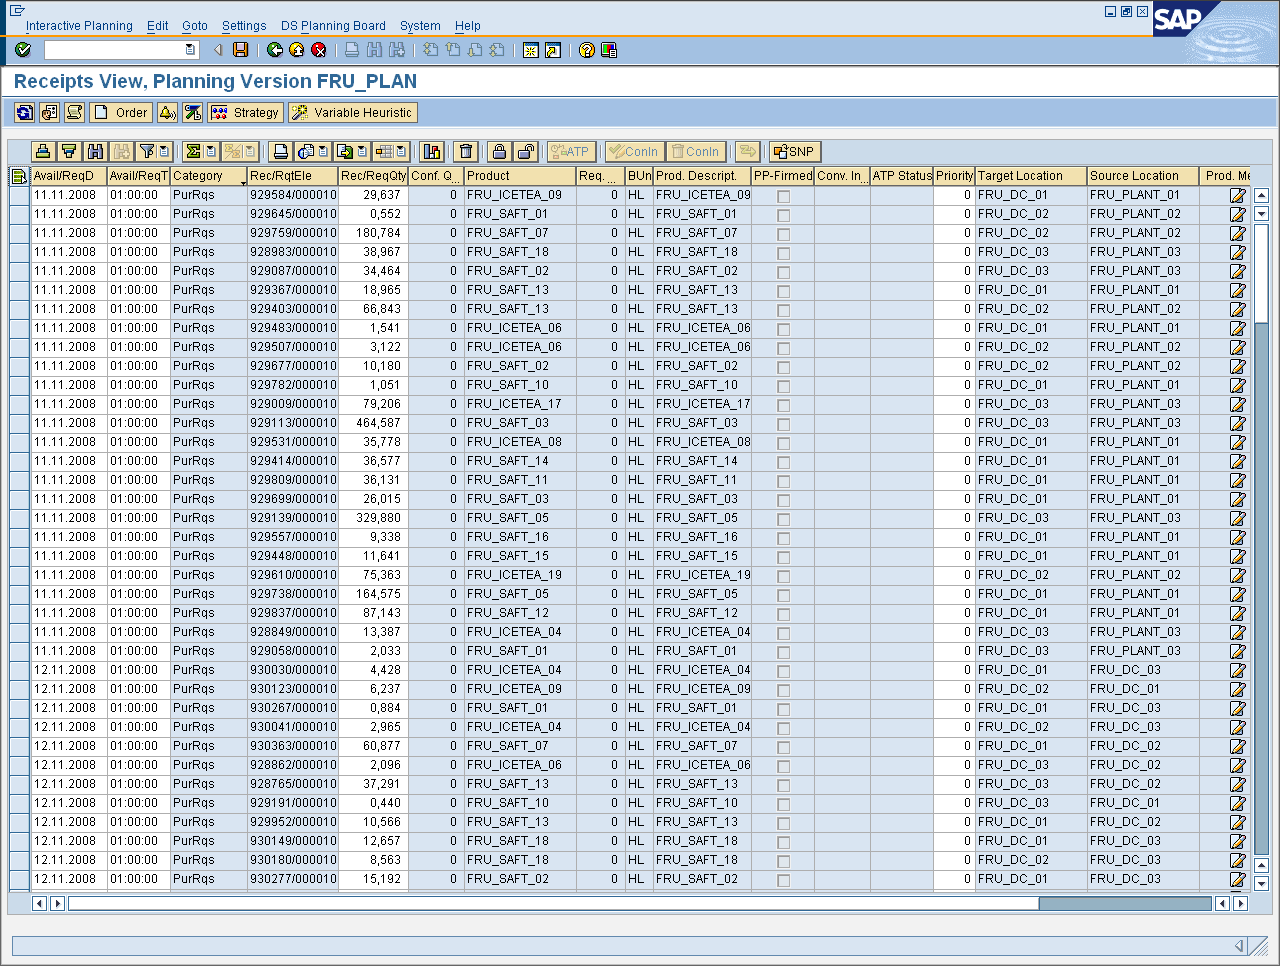 Interactive Planning Edit Goto Settings DS Planning Board System Help
SAP
Receipts View, Planning Version FRU_PLAN
Order Strategy Variable Heuristic
ATP ConIn ConIn SNP
Avail/ReqD Avail/ReqT Category Rec/RqtEle Rec/ReqQty Conf. Q... Product Req. ... BUn Prod. Descript. PP-Firmed Conv. In... ATP Status Priority Target Location Source Location Prod. Me
11.11.2008 01:00:00 PurRqs 929584/000010 29,637 0 FRU_ICETEA_09 0 HL FRU_ICETEA_09 0 FRU_DC_01 FRU_PLANT_01
11.11.2008 01:00:00 PurRqs 929645/000010 0,552 0 FRU_SAFT_01 0 HL FRU_SAFT_01 0 FRU_DC_02 FRU_PLANT_02
11.11.2008 01:00:00 PurRqs 929759/000010 180,784 0 FRU_SAFT_07 0 HL FRU_SAFT_07 0 FRU_DC_02 FRU_PLANT_02
11.11.2008 01:00:00 PurRqs 928983/000010 38,967 0 FRU_SAFT_18 0 HL FRU_SAFT_18 0 FRU_DC_03 FRU_PLANT_03
11.11.2008 01:00:00 PurRqs 929087/000010 34,464 0 FRU_SAFT_02 0 HL FRU_SAFT_02 0 FRU_DC_03 FRU_PLANT_03
11.11.2008 01:00:00 PurRqs 929367/000010 18,965 0 FRU_SAFT_13 0 HL FRU_SAFT_13 0 FRU_DC_01 FRU_PLANT_01
11.11.2008 01:00:00 PurRqs 929403/000010 66,843 0 FRU_SAFT_13 0 HL FRU_SAFT_13 0 FRU_DC_02 FRU_PLANT_02
11.11.2008 01:00:00 PurRqs 929483/000010 1,541 0 FRU_ICETEA_06 0 HL FRU_ICETEA_06 0 FRU_DC_01 FRU_PLANT_01
11.11.2008 01:00:00 PurRqs 929507/000010 3,122 0 FRU_ICETEA_06 0 HL FRU_ICETEA_06 0 FRU_DC_02 FRU_PLANT_02
11.11.2008 01:00:00 PurRqs 929677/000010 10,180 0 FRU_SAFT_02 0 HL FRU_SAFT_02 0 FRU_DC_02 FRU_PLANT_02
11.11.2008 01:00:00 PurRqs 929782/000010 1,051 0 FRU_SAFT_10 0 HL FRU_SAFT_10 0 FRU_DC_01 FRU_PLANT_01
11.11.2008 01:00:00 PurRqs 929009/000010 79,206 0 FRU_ICETEA_17 0 HL FRU_ICETEA_17 0 FRU_DC_03 FRU_PLANT_03
11.11.2008 01:00:00 PurRqs 929113/000010 464,587 0 FRU_SAFT_03 0 HL FRU_SAFT_03 0 FRU_DC_03 FRU_PLANT_03
11.11.2008 01:00:00 PurRqs 929531/000010 35,778 0 FRU_ICETEA_08 0 HL FRU_ICETEA_08 0 FRU_DC_01 FRU_PLANT_01
11.11.2008 01:00:00 PurRqs 929414/000010 36,577 0 FRU_SAFT_14 0 HL FRU_SAFT_14 0 FRU_DC_01 FRU_PLANT_01
11.11.2008 01:00:00 PurRqs 929809/000010 36,131 0 FRU_SAFT_11 0 HL FRU_SAFT_11 0 FRU_DC_01 FRU_PLANT_01
11.11.2008 01:00:00 PurRqs 929699/000010 26,015 0 FRU_SAFT_03 0 HL FRU_SAFT_03 0 FRU_DC_01 FRU_PLANT_01
11.11.2008 01:00:00 PurRqs 929139/000010 329,880 0 FRU_SAFT_05 0 HL FRU_SAFT_05 0 FRU_DC_03 FRU_PLANT_03
11.11.2008 01:00:00 PurRqs 929557/000010 9,338 0 FRU_SAFT_16 0 HL FRU_SAFT_16 0 FRU_DC_01 FRU_PLANT_01
11.11.2008 01:00:00 PurRqs 929448/000010 11,641 0 FRU_SAFT_15 0 HL FRU_SAFT_15 0 FRU_DC_01 FRU_PLANT_01
11.11.2008 01:00:00 PurRqs 929610/000010 75,363 0 FRU_ICETEA_19 0 HL FRU_ICETEA_19 0 FRU_DC_02 FRU_PLANT_02
11.11.2008 01:00:00 PurRqs 929738/000010 164,575 0 FRU_SAFT_05 0 HL FRU_SAFT_05 0 FRU_DC_01 FRU_PLANT_01
11.11.2008 01:00:00 PurRqs 929837/000010 87,143 0 FRU_SAFT_12 0 HL FRU_SAFT_12 0 FRU_DC_01 FRU_PLANT_01
11.11.2008 01:00:00 PurRqs 928849/000010 13,387 0 FRU_ICETEA_04 0 HL FRU_ICETEA_04 0 FRU_DC_03 FRU_PLANT_03
11.11.2008 01:00:00 PurRqs 929058/000010 2,033 0 FRU_SAFT_01 0 HL FRU_SAFT_01 0 FRU_DC_03 FRU_PLANT_03
12.11.2008 01:00:00 PurRqs 930030/000010 4,428 0 FRU_ICETEA_04 0 HL FRU_ICETEA_04 0 FRU_DC_01 FRU_DC_03
12.11.2008 01:00:00 PurRqs 930123/000010 6,237 0 FRU_ICETEA_09 0 HL FRU_ICETEA_09 0 FRU_DC_02 FRU_DC_01
12.11.2008 01:00:00 PurRqs 930267/000010 0,884 0 FRU_SAFT_01 0 HL FRU_SAFT_01 0 FRU_DC_01 FRU_DC_03
12.11.2008 01:00:00 PurRqs 930041/000010 2,965 0 FRU_ICETEA_04 0 HL FRU_ICETEA_04 0 FRU_DC_02 FRU_DC_03
12.11.2008 01:00:00 PurRqs 930363/000010 60,877 0 FRU_SAFT_07 0 HL FRU_SAFT_07 0 FRU_DC_01 FRU_DC_02
12.11.2008 01:00:00 PurRqs 928862/000010 2,096 0 FRU_ICETEA_06 0 HL FRU_ICETEA_06 0 FRU_DC_03 FRU_DC_02
12.11.2008 01:00:00 PurRqs 928765/000010 37,291 0 FRU_SAFT_13 0 HL FRU_SAFT_13 0 FRU_DC_03 FRU_DC_02
12.11.2008 01:00:00 PurRqs 929191/000010 0,440 0 FRU_SAFT_10 0 HL FRU_SAFT_10 0 FRU_DC_03 FRU_DC_01
12.11.2008 01:00:00 PurRqs 929952/000010 10,566 0 FRU_SAFT_13 0 HL FRU_SAFT_13 0 FRU_DC_01 FRU_DC_02
12.11.2008 01:00:00 PurRqs 930149/000010 12,657 0 FRU_SAFT_18 0 HL FRU_SAFT_18 0 FRU_DC_01 FRU_DC_03
12.11.2008 01:00:00 PurRqs 930180/000010 8,563 0 FRU_SAFT_18 0 HL FRU_SAFT_18 0 FRU_DC_02 FRU_DC_03
12.11.2008 01:00:00 PurRqs 930277/000010 15,192 0 FRU_SAFT_02 0 HL FRU_SAFT_02 0 FRU_DC_01 FRU_DC_03